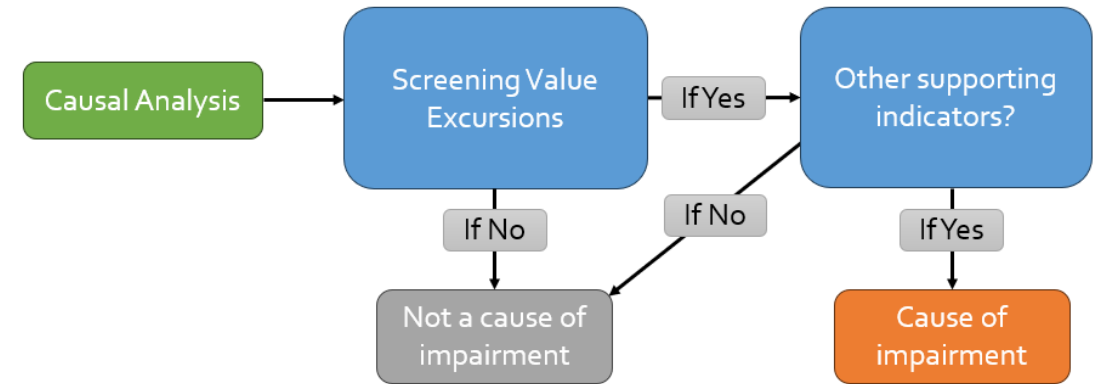 Causal Analysis
Screening Value
Excursions
If Yes
Other supporting
indicators?
If No
If No
If Yes
Not a cause of
impairment
Cause of
impairment